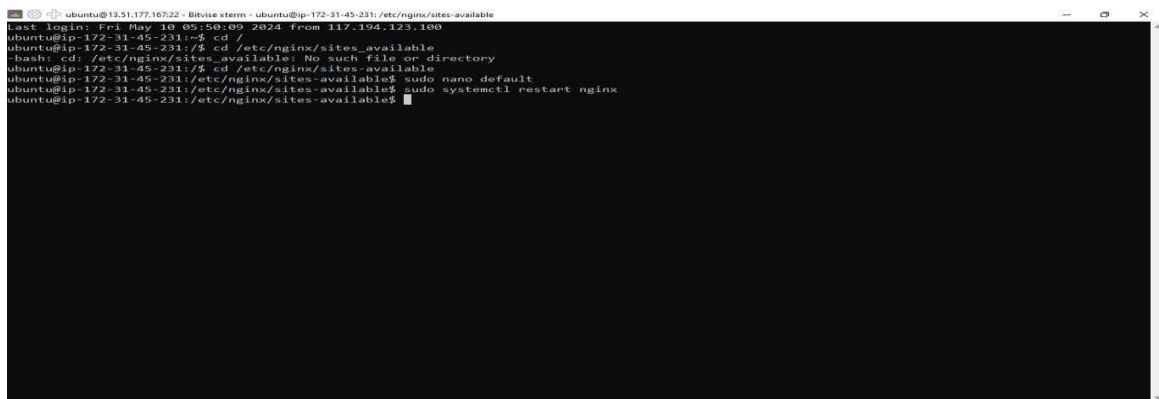 ubuntu@13.51.177.167:22 - Bitvise xterm - ubuntu@ip-172-31-45-231: /etc/nginx/sites-available
Last login: Fri May 10 05:50:09 2024 from 117.194.123.100
ubuntu@ip-172-31-45-231:~$ cd /
ubuntu@ip-172-31-45-231:/$ cd /etc/nginx/sites_available
-bash: cd: /etc/nginx/sites_available: No such file or directory
ubuntu@ip-172-31-45-231:/$ cd /etc/nginx/sites-available
ubuntu@ip-172-31-45-231:/etc/nginx/sites-available$ sudo nano default
ubuntu@ip-172-31-45-231:/etc/nginx/sites-available$ sudo systemctl restart nginx
ubuntu@ip-172-31-45-231:/etc/nginx/sites-available$